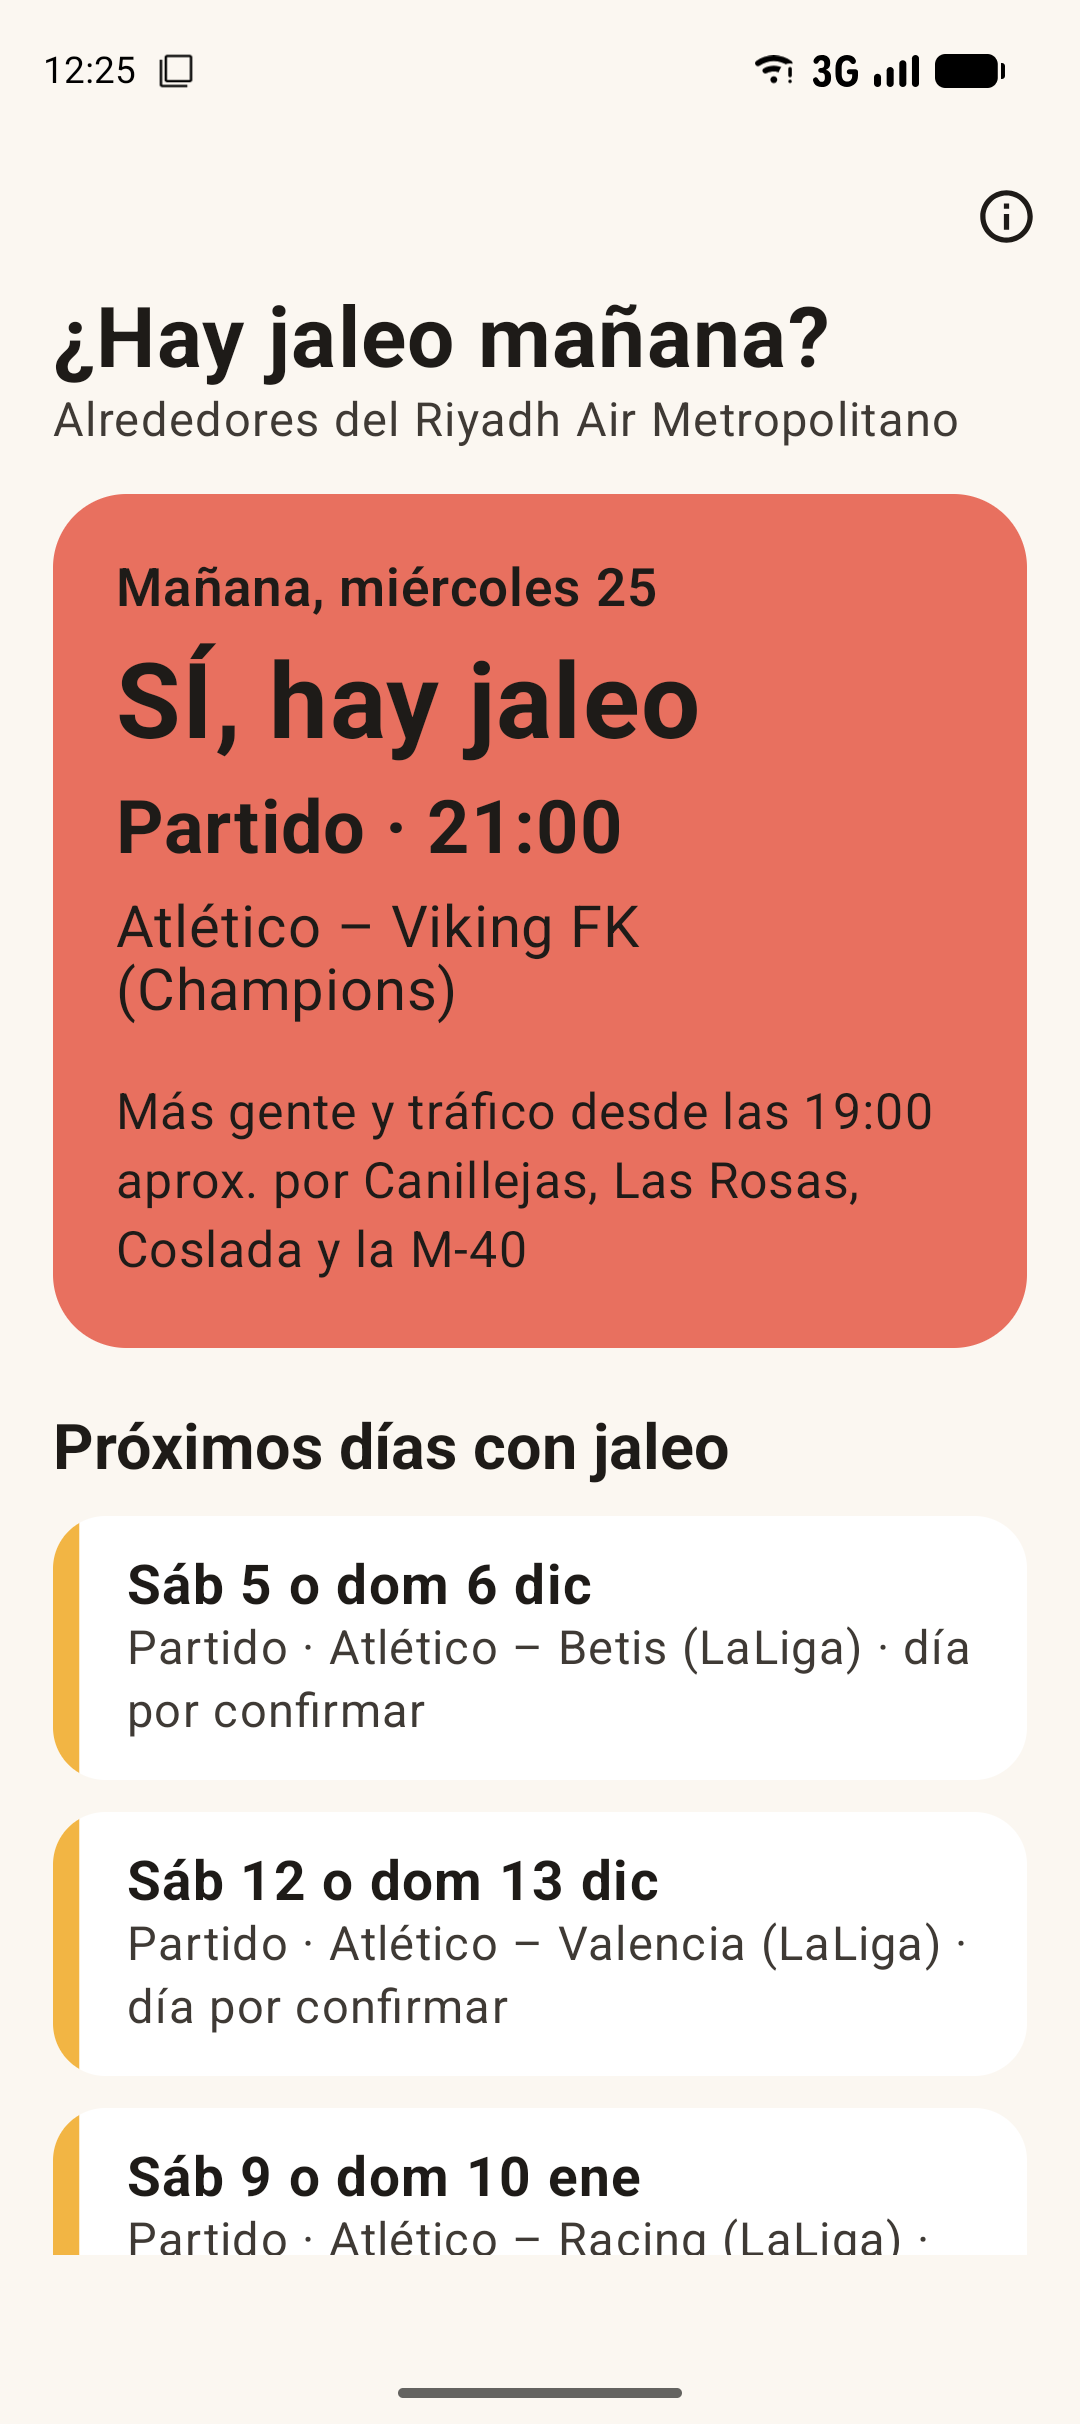 12:25
3G
¿Hay jaleo mañana?
Alrededores del Riyadh Air Metropolitano
Mañana, miércoles 25
SÍ, hay jaleo
Partido · 21:00
Atlético – Viking FK
(Champions)
Más gente y tráfico desde las 19:00
aprox. por Canillejas, Las Rosas,
Coslada y la M-40
Próximos días con jaleo
Sáb 5 o dom 6 dic
Partido · Atlético – Betis (LaLiga) · día
por confirmar
Sáb 12 o dom 13 dic
Partido · Atlético – Valencia (LaLiga) ·
día por confirmar
Sáb 9 o dom 10 ene
Partido · Atlético – Racing (LaLiga) ·